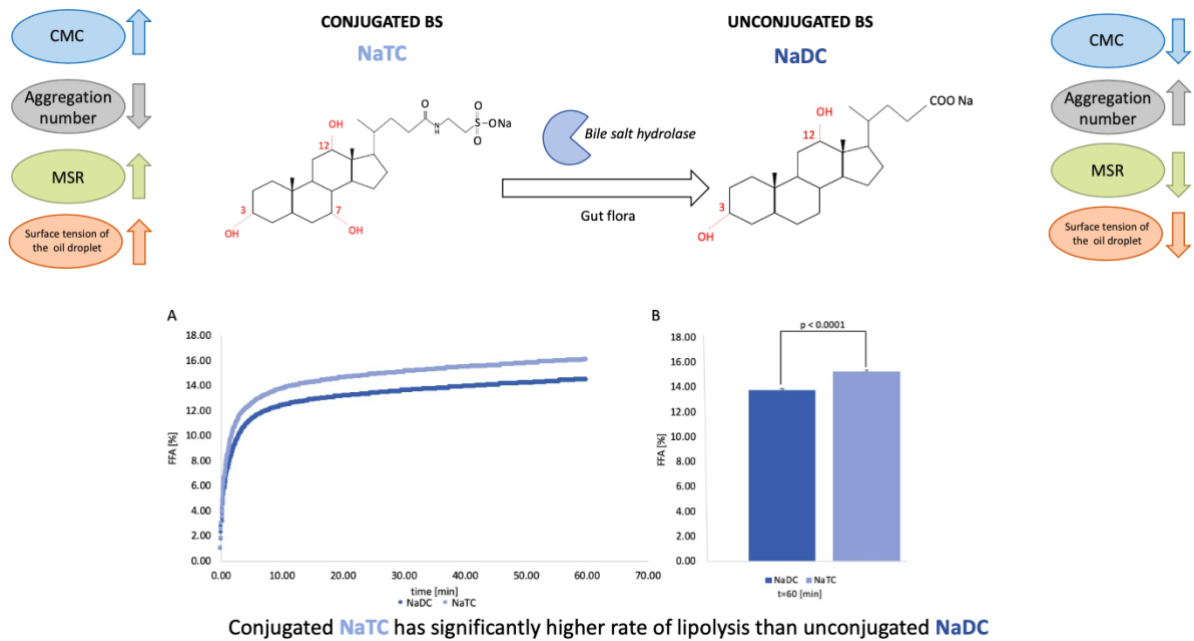 CONJUGATED BS
NaTC
UNCONJUGATED BS
NaDC
CMC
Aggregation
number
MSR
Surface tension of
the oil droplet
OH
12
3
OH
7
OH
O
N
H
O
S
ONa
O
Bile salt hydrolase
Gut flora
OH
12
3
OH
COO Na
CMC
Aggregation
number
MSR
Surface tension of
the oil droplet
A
18.00
16.00
14.00
12.00
10.00
8.00
6.00
4.00
2.00
0.00
FFA [%]
0.00 10.00 20.00 30.00 40.00 50.00 60.00 70.00
time [min]
NaDC NaTC
B
p < 0.0001
18.00
16.00
14.00
12.00
10.00
8.00
6.00
4.00
2.00
0.00
FFA [%]
NaDC NaTC
t=60 [min]
Conjugated NaTC has significantly higher rate of lipolysis than unconjugated NaDC